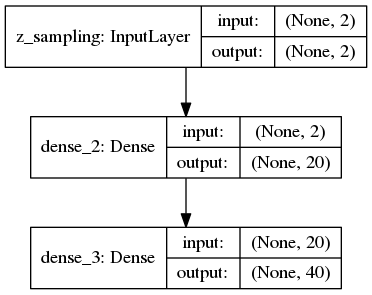 z_sampling: InputLayer
input: (None, 2)
output: (None, 2)
dense_2: Dense
input: (None, 2)
output: (None, 20)
dense_3: Dense
input: (None, 20)
output: (None, 40)